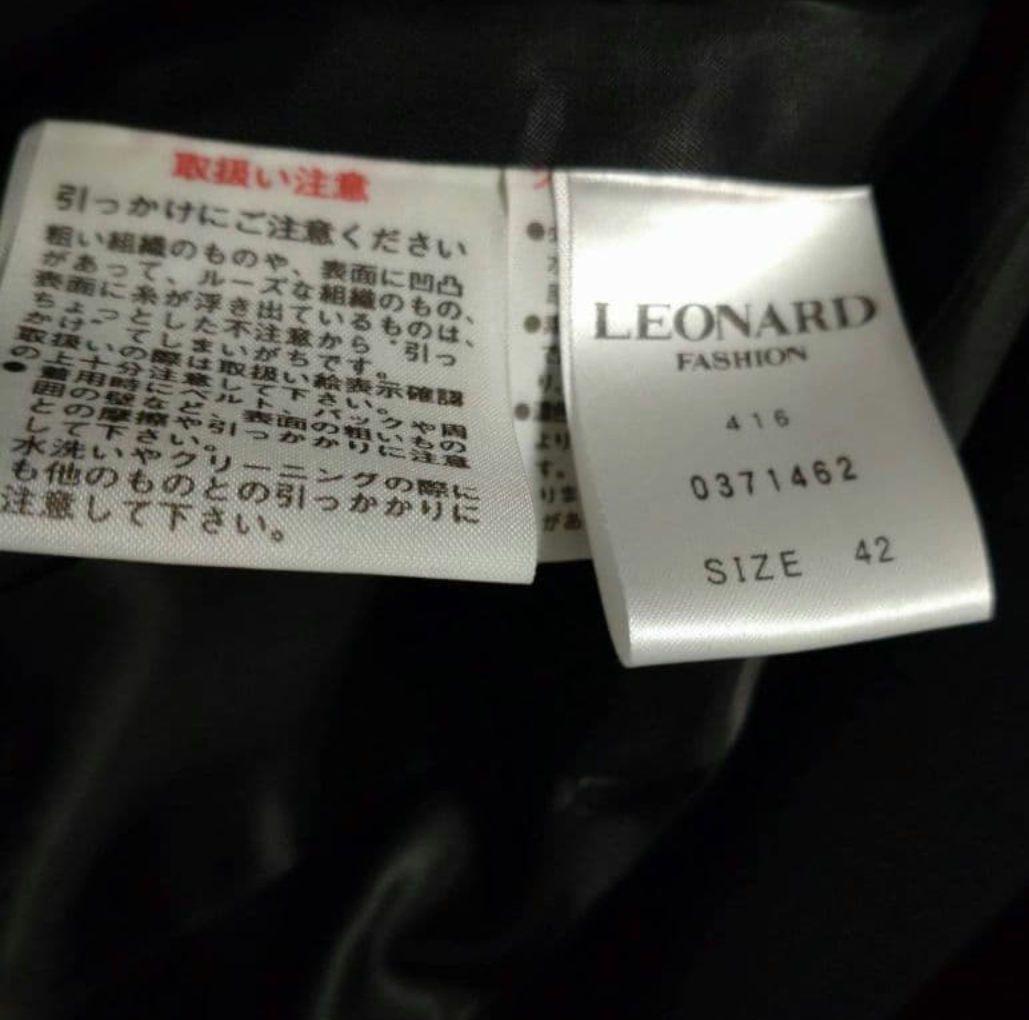 取扱い注意
引っかけにご注意ください
粗い組織のものや、表面に凹凸
があって、ルーズな組織のもの、
表面に糸が浮き出ているものは、
ちょっとした不注意から 引っ
かけ てしまいがちです。
取扱いの際は取扱い絵表示確認
の上十分注意して下さい。
●着用時にベルト、バックや周
囲の壁など、表面の粗いもの
との摩擦や引っかかりに注意
して下さい。
水洗いやクリーニングの際に
も他のものとの引っかかりに
注意して下さい。
より
す。
りま
があ
LEONARD
FASHION
416
0371462
SIZE 42